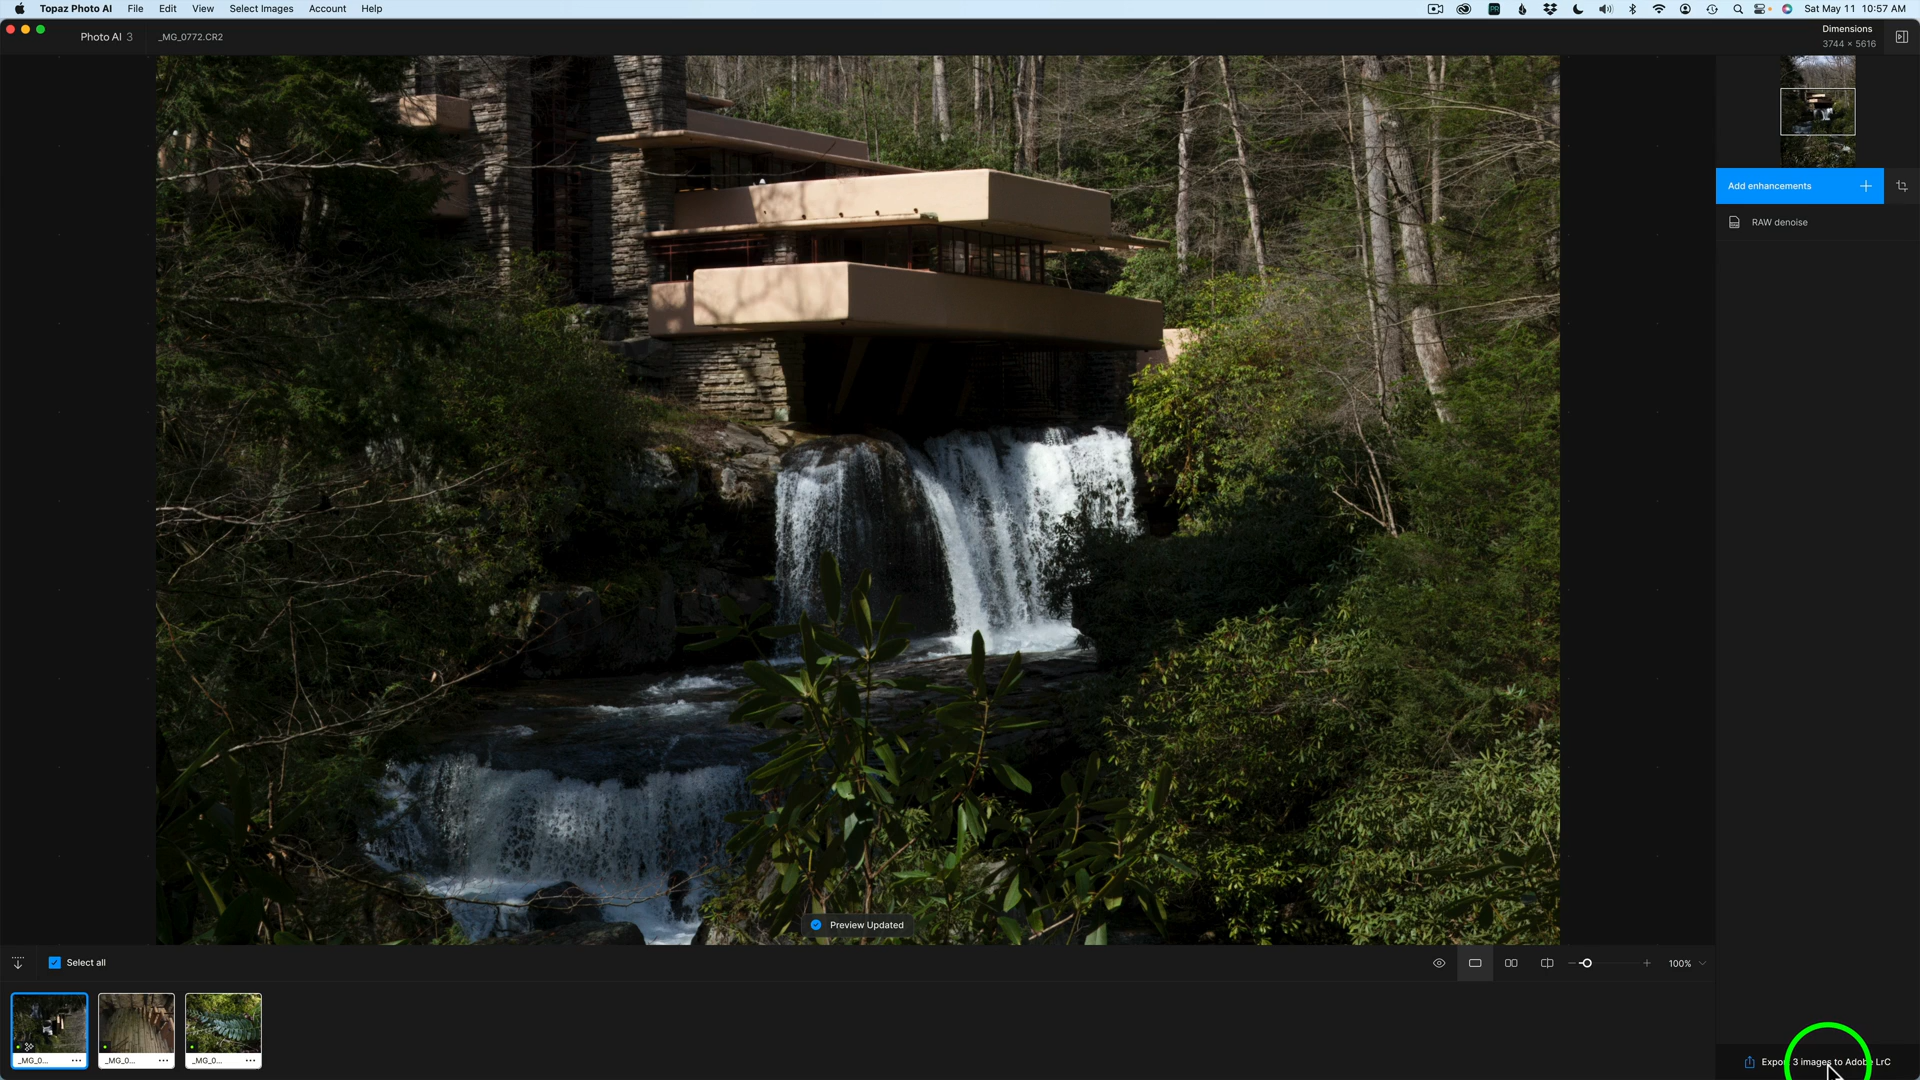 Topaz Photo AI File Edit View Select Images Account Help
Sat May 11 10:57 AM
Photo AI 3
_MG_0772.CR2
Dimensions
3744 × 5616
Add enhancements
RAW denoise
Preview Updated
Select all
100%
_MG_0...
_MG_0...
_MG_0...
Export 3 images to Adobe LrC